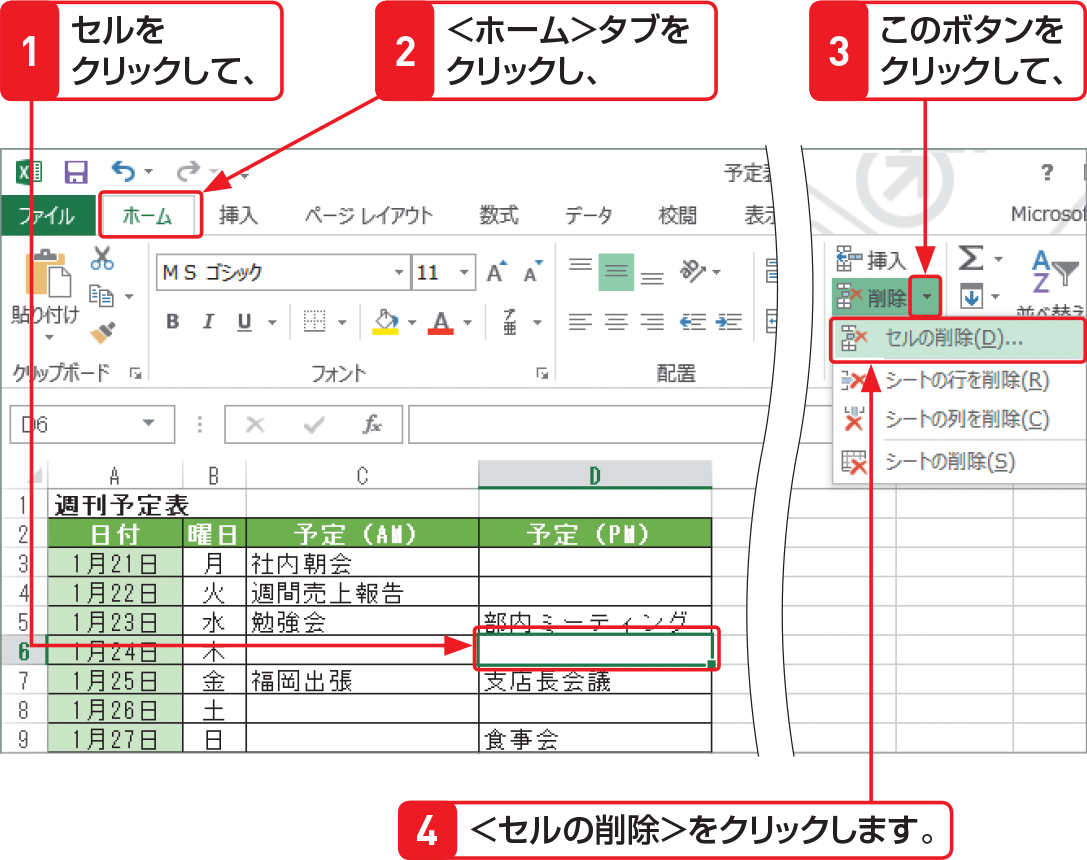 1
セルを
クリックして、
2
<ホーム>タブを
クリックし、
3
このボタンを
クリックして、
予定表
?
ファイル
ホーム
挿入
ページ レイアウト
数式
データ
校閲
表示
Microsof
貼り付け
ＭＳ ゴシック
11
A
A
B
I
U
A
亜
挿入
削除
Σ
A
Z
並べ替え
クリップボード
フォント
配置
セルの削除(D)...
シートの行を削除(R)
シートの列を削除(C)
シートの削除(S)
D6
fx
A B C D
1 週刊予定表
2 日付 曜日 予定（AM） 予定（PM）
3 1月21日 月 社内朝会
4 1月22日 火 週間売上報告
5 1月23日 水 勉強会 部内ミーティング
6 1月24日 木
7 1月25日 金 福岡出張 支店長会議
8 1月26日 土
9 1月27日 日 食事会
4
<セルの削除>をクリックします。